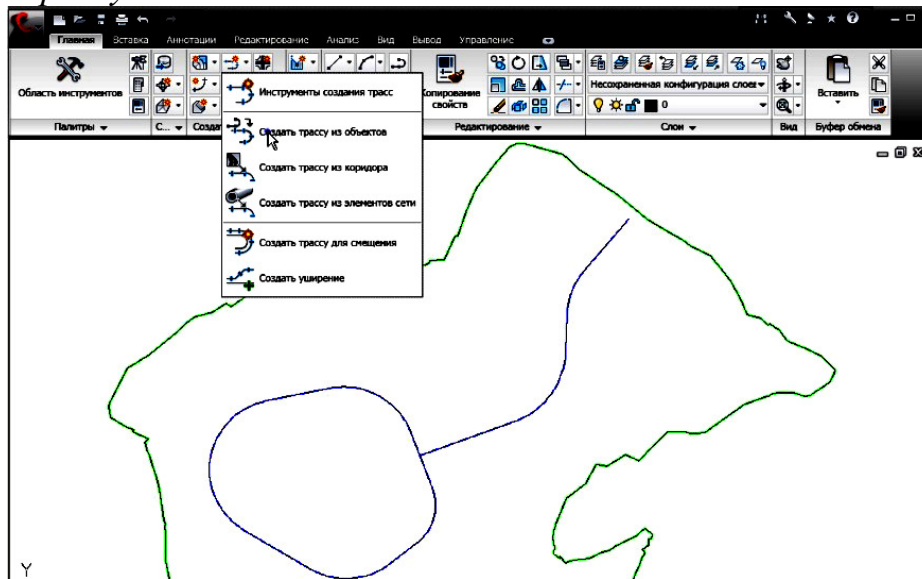 Главная Вставка Аннотации Редактирование Анализ Вид Вывод Управление
Область инструментов
Копирование свойств
Несохраненная конфигурация слоев
0
Вставить
Палитры
С...
Редактирование
Слои
Вид
Буфер обмена
Инструменты создания трасс
Создать трассу из объектов
Создать трассу из коридора
Создать трассу из элементов сети
Создать трассу для смещения
Создать уширение
Y